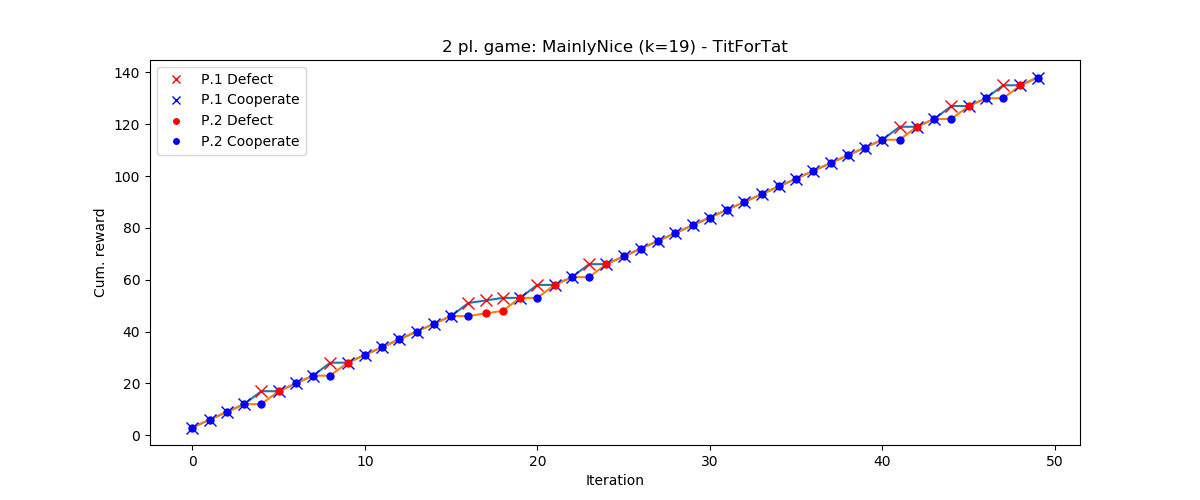 2 pl. game: MainlyNice (k=19) - TitForTat
P.1 Defect
P.1 Cooperate
P.2 Defect
P.2 Cooperate
140
120
100
80
60
40
20
0
Cum. reward
0 10 20 30 40 50
Iteration